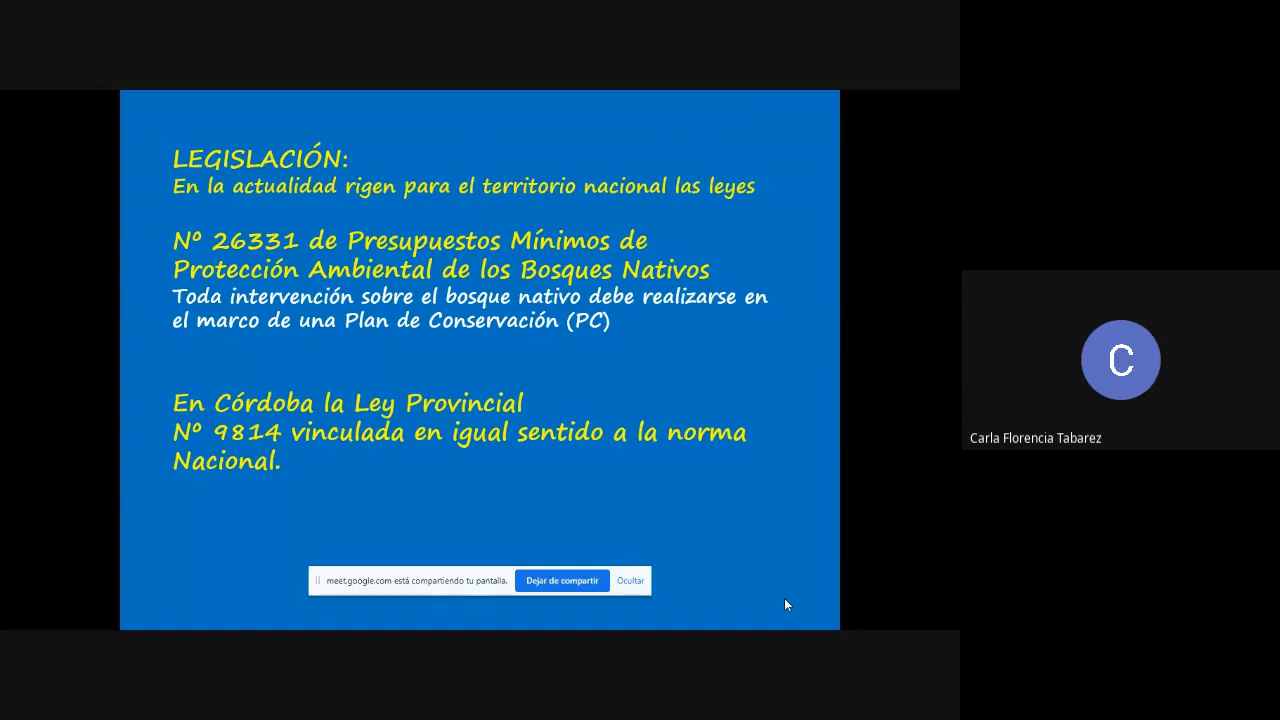 LEGISLACIÓN:
En la actualidad rigen para el territorio nacional las leyes
Nº 26331 de Presupuestos Mínimos de
Protección Ambiental de los Bosques Nativos
Toda intervención sobre el bosque nativo debe realizarse en
el marco de una Plan de Conservación (PC)
En Córdoba la Ley Provincial
Nº 9814 vinculada en igual sentido a la norma
Nacional.
meet.google.com está compartiendo tu pantalla. Dejar de compartir Ocultar
C
Carla Florencia Tabarez